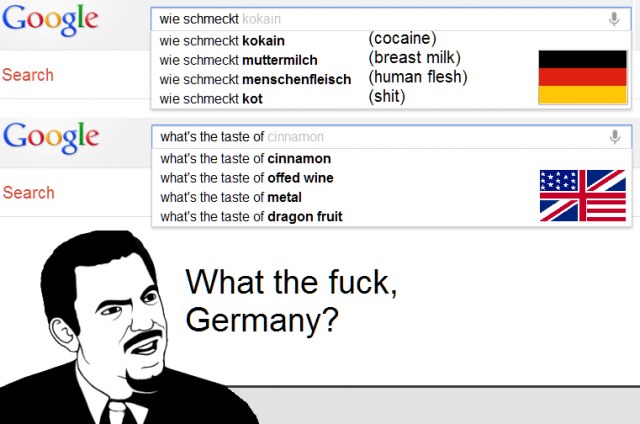 Google
wie schmeckt kokain
wie schmeckt kokain (cocaine)
wie schmeckt muttermilch (breast milk)
Search
wie schmeckt menschenfleisch (human flesh)
wie schmeckt kot (shit)
Google
what's the taste of cinnamon
what's the taste of cinnamon
what's the taste of offed wine
Search
what's the taste of metal
what's the taste of dragon fruit
What the fuck,
Germany?